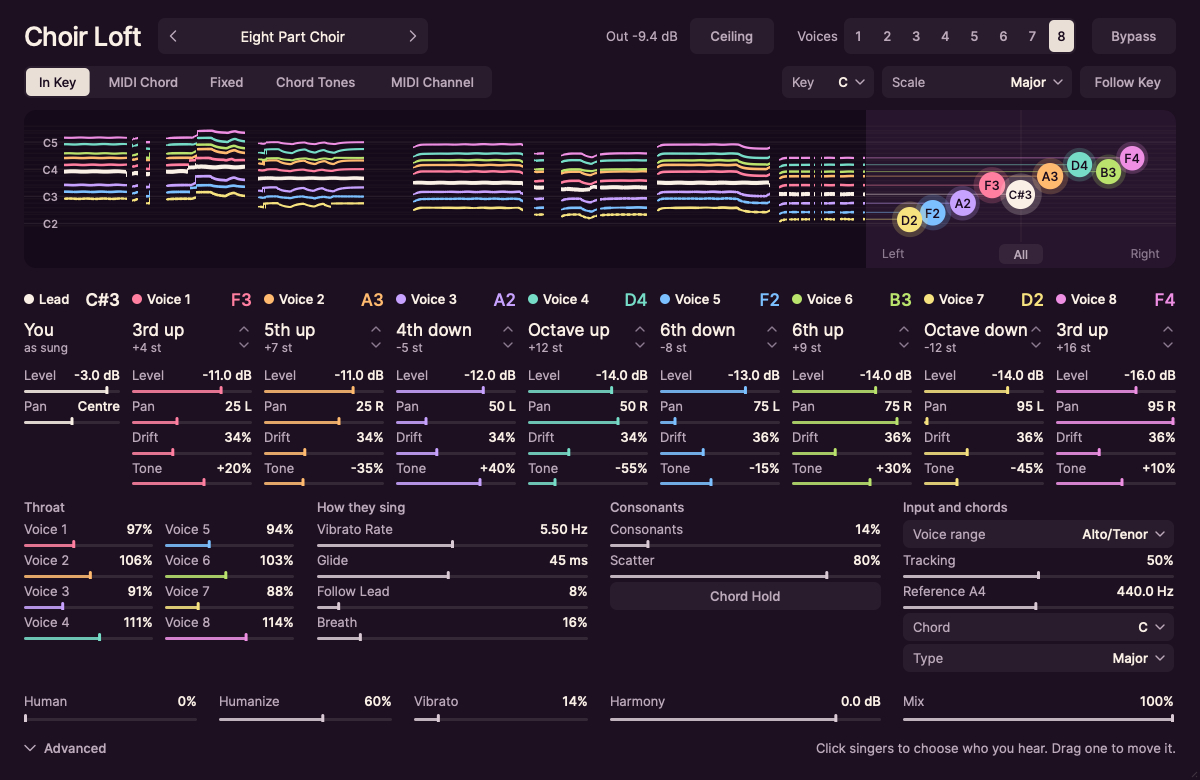 Choir Loft
Eight Part Choir
Out -9.4 dB
Ceiling
Voices 1 2 3 4 5 6 7 8
Bypass
In Key MIDI Chord Fixed Chord Tones MIDI Channel
Key C
Scale Major
Follow Key
C5
C4
C3
C2
D2 F2 A2 F3 C#3 A3 D4 B3 F4
Left All Right
Lead C#3 Voice 1 F3 Voice 2 A3 Voice 3 A2 Voice 4 D4 Voice 5 F2 Voice 6 B3 Voice 7 D2 Voice 8 F4
You 3rd up 5th up 4th down Octave up 6th down 6th up Octave down 3rd up
as sung +4 st +7 st -5 st +12 st -8 st +9 st -12 st +16 st
Level -3.0 dB Level -11.0 dB Level -11.0 dB Level -12.0 dB Level -14.0 dB Level -13.0 dB Level -14.0 dB Level -14.0 dB Level -16.0 dB
Pan Centre Pan 25 L Pan 25 R Pan 50 L Pan 50 R Pan 75 L Pan 75 R Pan 95 L Pan 95 R
Drift 34% Drift 34% Drift 34% Drift 34% Drift 36% Drift 36% Drift 36% Drift 36%
Tone +20% Tone -35% Tone +40% Tone -55% Tone -15% Tone +30% Tone -45% Tone +10%
Throat
Voice 1 97% Voice 5 94%
Voice 2 106% Voice 6 103%
Voice 3 91% Voice 7 88%
Voice 4 111% Voice 8 114%
How they sing
Vibrato Rate 5.50 Hz
Glide 45 ms
Follow Lead 8%
Breath 16%
Consonants
Consonants 14%
Scatter 80%
Chord Hold
Input and chords
Voice range Alto/Tenor
Tracking 50%
Reference A4 440.0 Hz
Chord C
Type Major
Human 0% Humanize 60% Vibrato 14% Harmony 0.0 dB Mix 100%
Advanced
Click singers to choose who you hear. Drag one to move it.